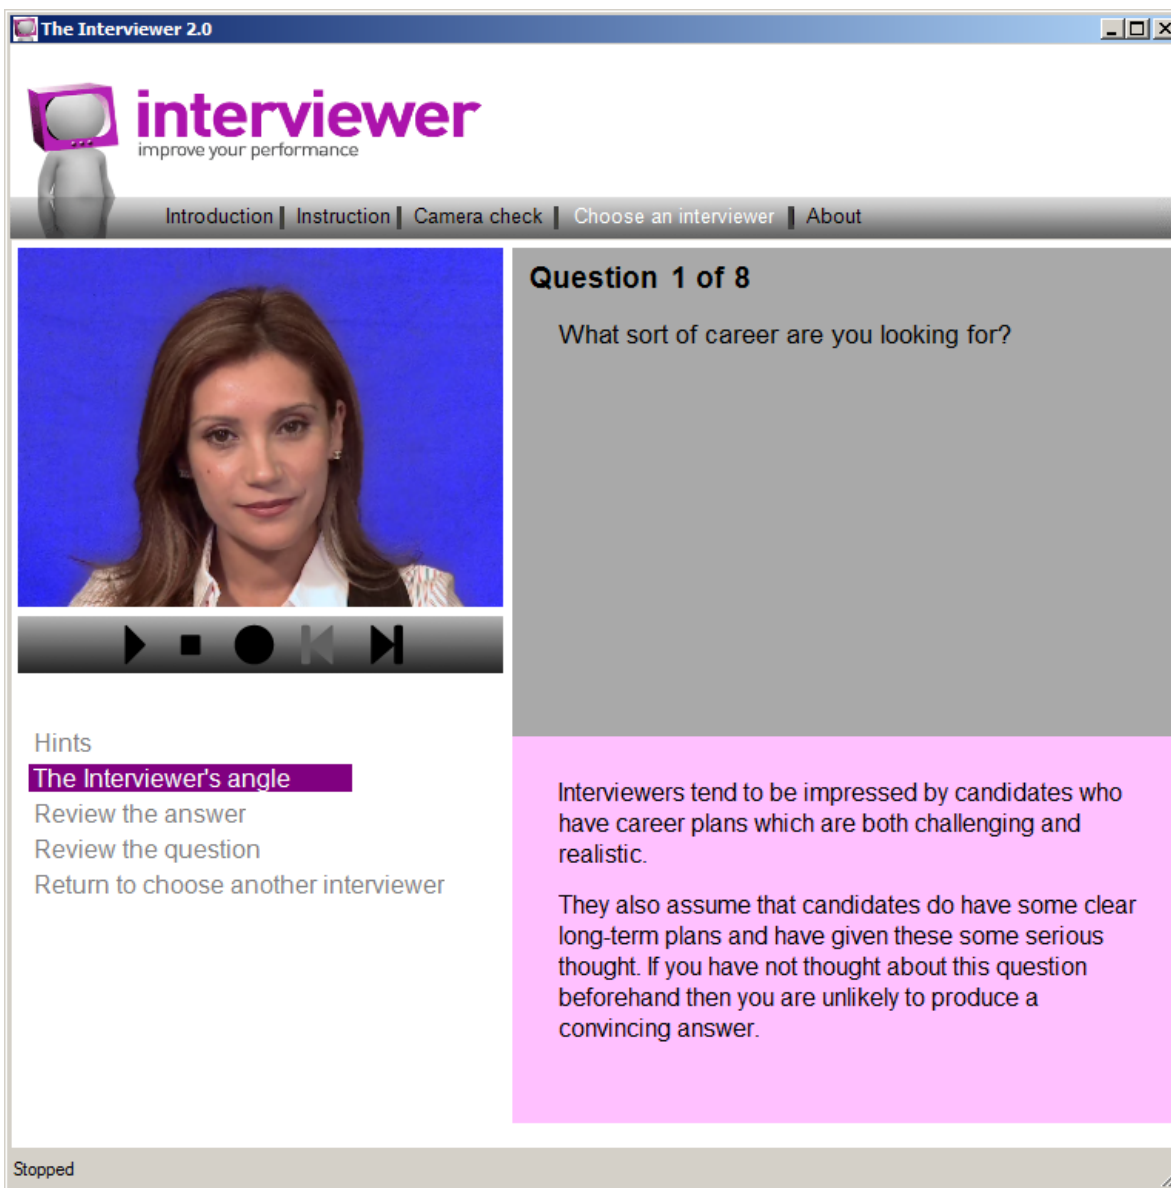 The Interviewer 2.0
interviewer
improve your performance
Introduction Instruction Camera check Choose an interviewer About
Question 1 of 8
What sort of career are you looking for?
Hints
The Interviewer's angle
Review the answer
Review the question
Return to choose another interviewer
Interviewers tend to be impressed by candidates who
have career plans which are both challenging and
realistic.
They also assume that candidates do have some clear
long-term plans and have given these some serious
thought. If you have not thought about this question
beforehand then you are unlikely to produce a
convincing answer.
Stopped